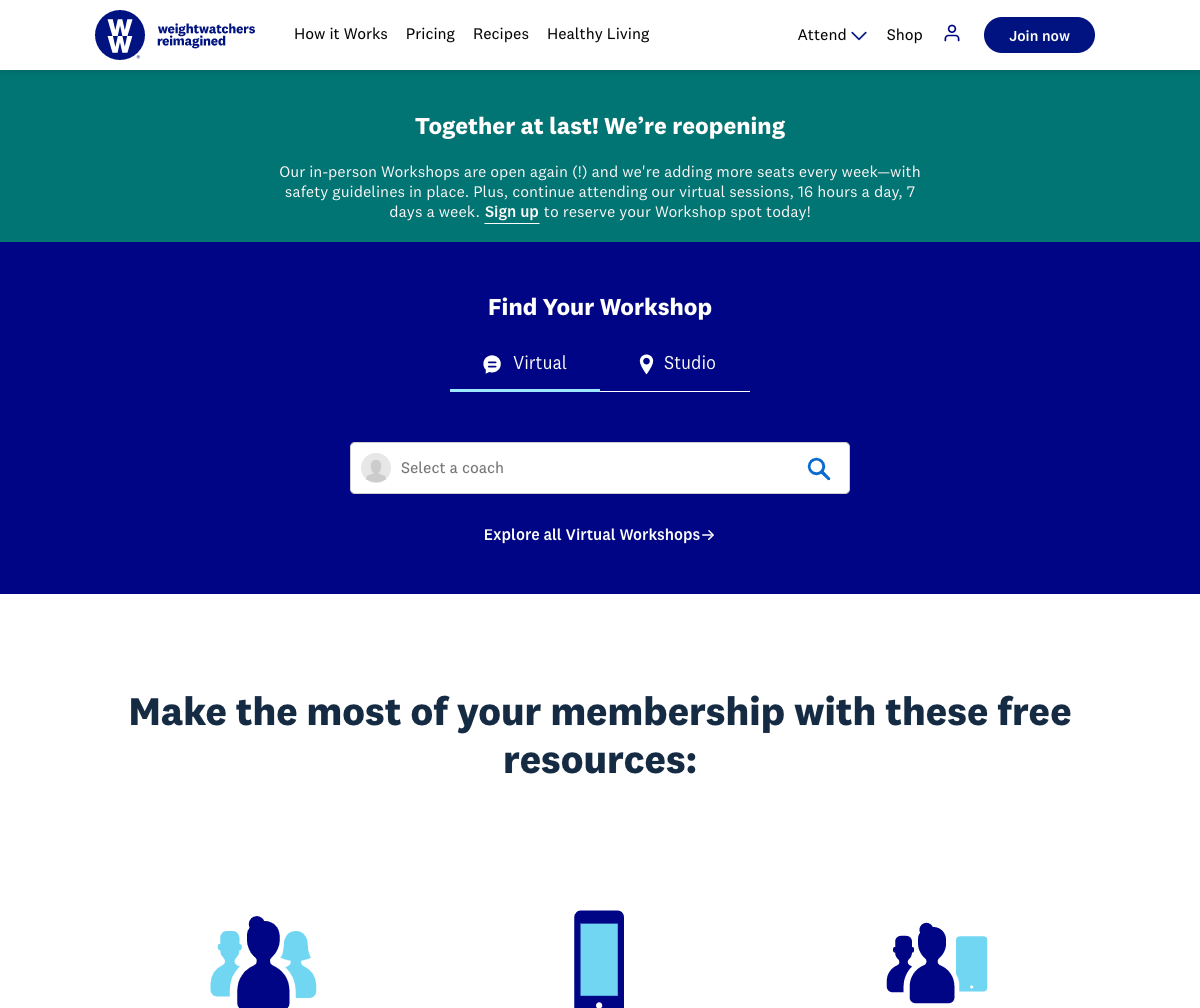 W
W
weightwatchers
reimagined
How it Works
Pricing
Recipes
Healthy Living
Attend
Shop
Join now
Together at last! We’re reopening
Our in-person Workshops are open again (!) and we're adding more seats every week—with
safety guidelines in place. Plus, continue attending our virtual sessions, 16 hours a day, 7
days a week. Sign up to reserve your Workshop spot today!
Find Your Workshop
Virtual
Studio
Select a coach
Explore all Virtual Workshops→
Make the most of your membership with these free
resources: